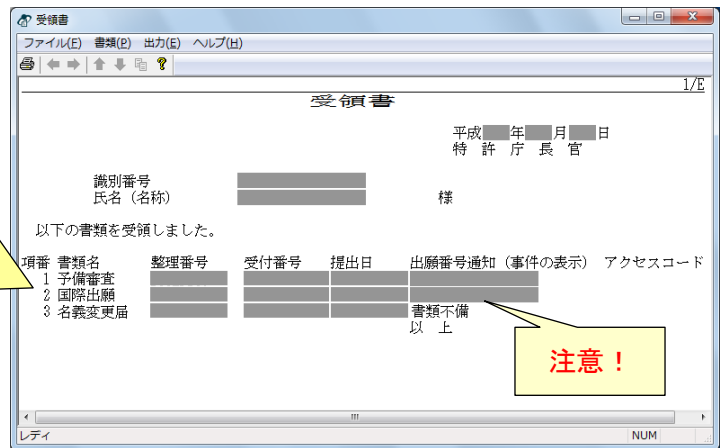 受領書
ファイル(F) 書類(P) 出力(E) ヘルプ(H)
1/E
受領書
平成 年 月 日
特 許 庁 長 官
識別番号
氏名（名称） 様
以下の書類を受領しました。
項番 書類名 整理番号 受付番号 提出日 出願番号通知（事件の表示） アクセスコード
1 予備審査
2 国際出願
3 名義変更届 書類不備
以 上
注意！
レディ NUM